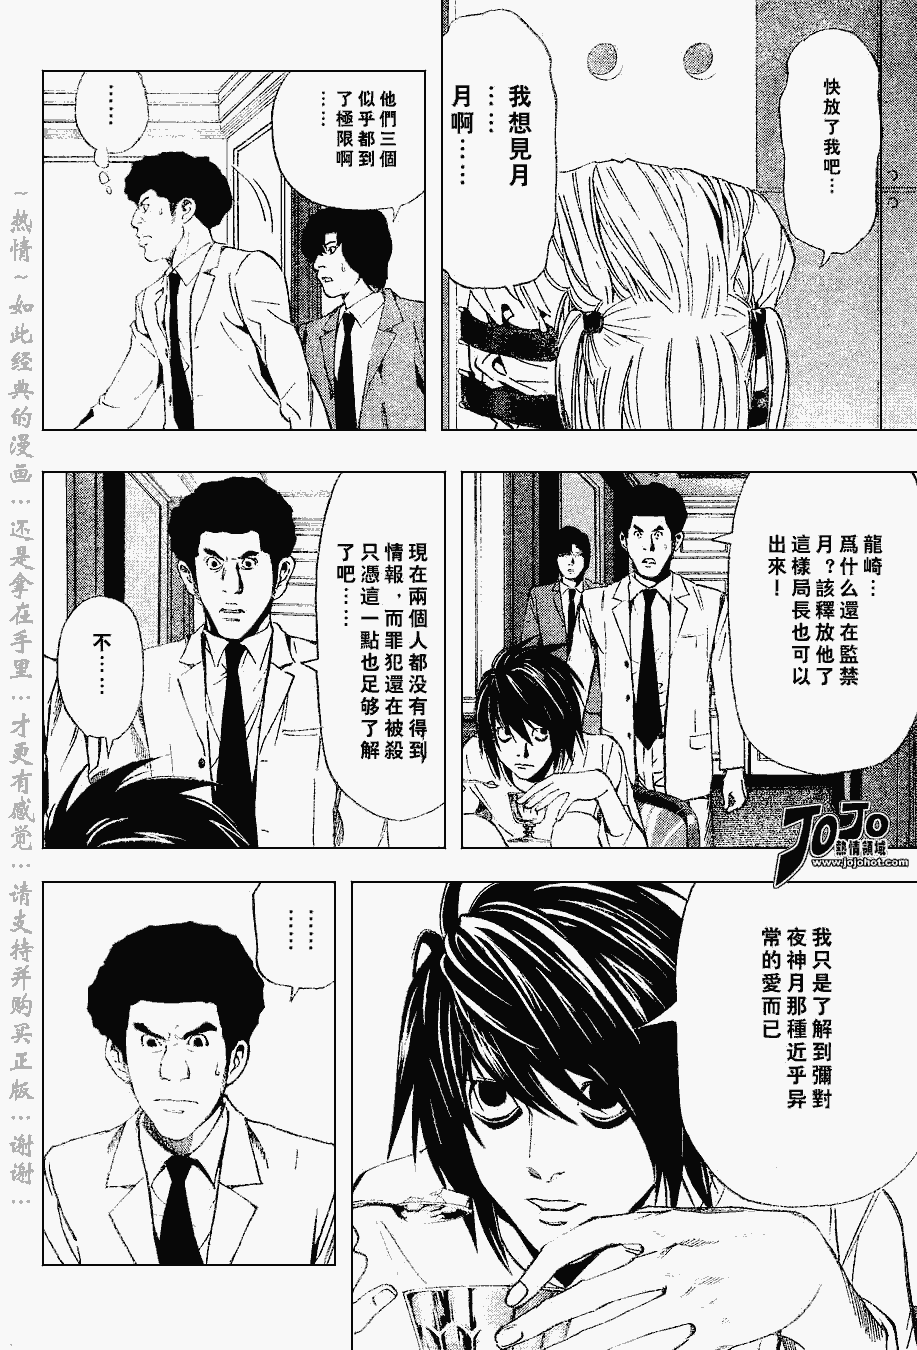 快放了我吧…
我想見月
……
月啊……
他們三個
似乎都到
了極限啊
……
……
龍崎…
爲什么還在監禁
月？該釋放他了
這樣局長也可以
出來！
現在兩個人都没有得到
情報，而罪犯還在被殺
只憑這一點也足够了解
了吧……
不……
JOJO
熱情領域
www.jojohot.com
我只是了解到彌對
夜神月那種近乎异
常的愛而已
……
……
~热情~如此经典的漫画…还是拿在手里…才更有感觉…请支持并购买正版…谢谢…